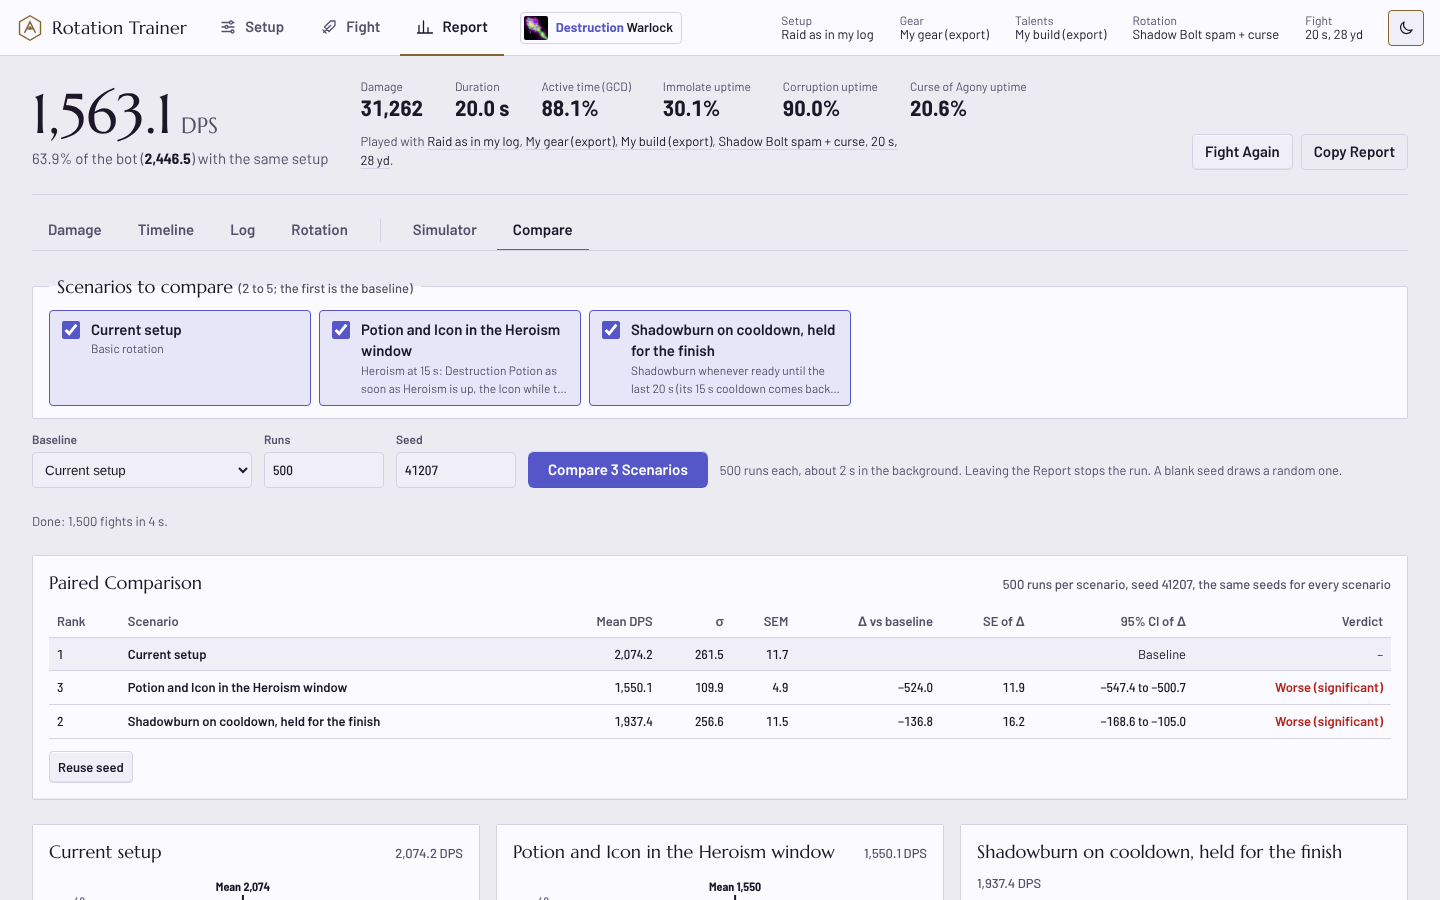 Rotation Trainer
Setup
Fight
Report
Destruction Warlock
Setup
Raid as in my log
Gear
My gear (export)
Talents
My build (export)
Rotation
Shadow Bolt spam + curse
Fight
20 s, 28 yd
1,563.1 DPS
63.9% of the bot (2,446.5) with the same setup
Damage
31,262
Duration
20.0 s
Active time (GCD)
88.1%
Immolate uptime
30.1%
Corruption uptime
90.0%
Curse of Agony uptime
20.6%
Played with Raid as in my log, My gear (export), My build (export), Shadow Bolt spam + curse, 20 s,
28 yd.
Fight Again
Copy Report
Damage
Timeline
Log
Rotation
Simulator
Compare
Scenarios to compare (2 to 5; the first is the baseline)
Current setup
Basic rotation
Potion and Icon in the Heroism
window
Heroism at 15 s: Destruction Potion as
soon as Heroism is up, the Icon while t...
Shadowburn on cooldown, held
for the finish
Shadowburn whenever ready until the
last 20 s (its 15 s cooldown comes back...
Baseline
Current setup
Runs
500
Seed
41207
Compare 3 Scenarios
500 runs each, about 2 s in the background. Leaving the Report stops the run. A blank seed draws a random one.
Done: 1,500 fights in 4 s.
Paired Comparison
500 runs per scenario, seed 41207, the same seeds for every scenario
Rank Scenario Mean DPS σ SEM Δ vs baseline SE of Δ 95% CI of Δ Verdict
1 Current setup 2,074.2 261.5 11.7 Baseline –
3 Potion and Icon in the Heroism window 1,550.1 109.9 4.9 −524.0 11.9 −547.4 to −500.7 Worse (significant)
2 Shadowburn on cooldown, held for the finish 1,937.4 256.6 11.5 −136.8 16.2 −168.6 to −105.0 Worse (significant)
Reuse seed
Current setup
2,074.2 DPS
Mean 2,074
Potion and Icon in the Heroism window
1,550.1 DPS
Mean 1,550
Shadowburn on cooldown, held for the finish
1,937.4 DPS